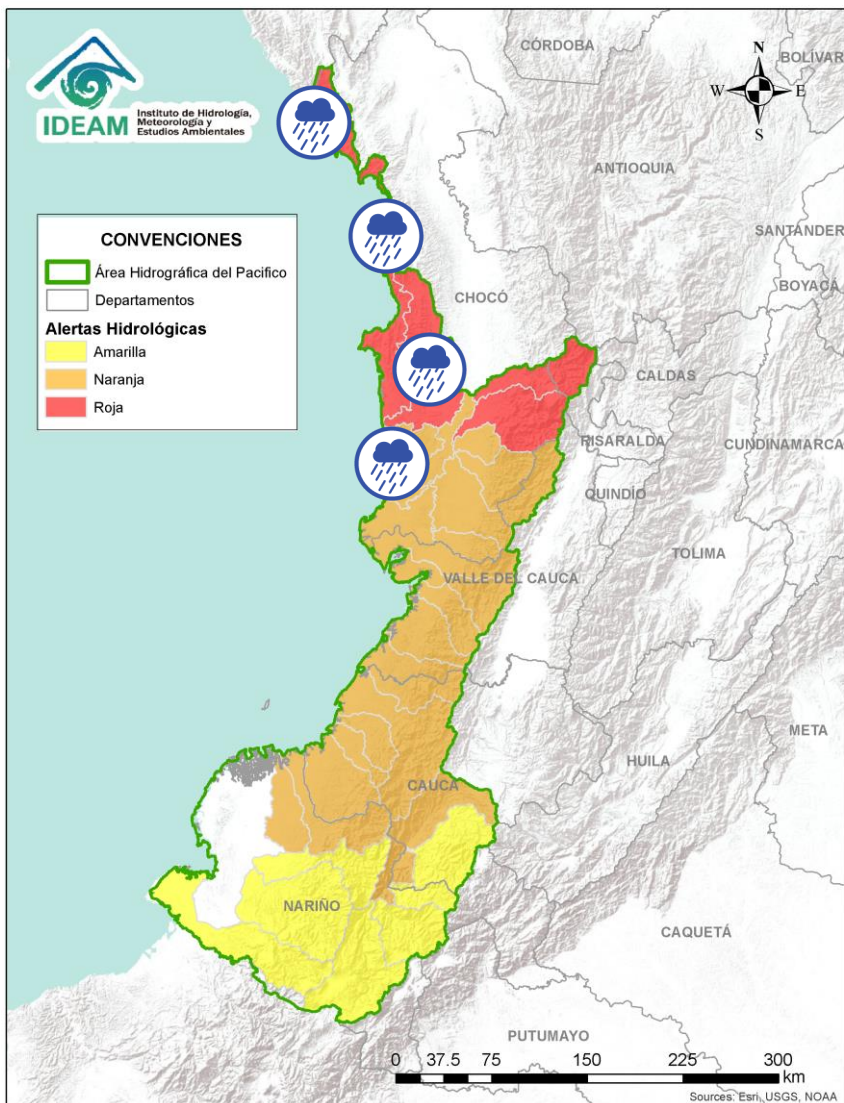 IDEAM
Instituto de Hidrología,
Meteorología y
Estudios Ambientales
CÓRDOBA
BOLÍVAR
N
W
E
S
ANTIOQUIA
CONVENCIONES
Área Hidrográfica del Pacifico
Departamentos
Alertas Hidrológicas
Amarilla
Naranja
Roja
SANTANDER
BOYACÁ
CHOCÓ
CALDAS
RISARALDA
CUNDINAMARCA
QUINDÍO
TOLIMA
VALLE DEL CAUCA
META
HUILA
CAUCA
NARIÑO
CAQUETÁ
PUTUMAYO
0 37.5 75 150 225 300
km
Sources: Esri, USGS, NOAA